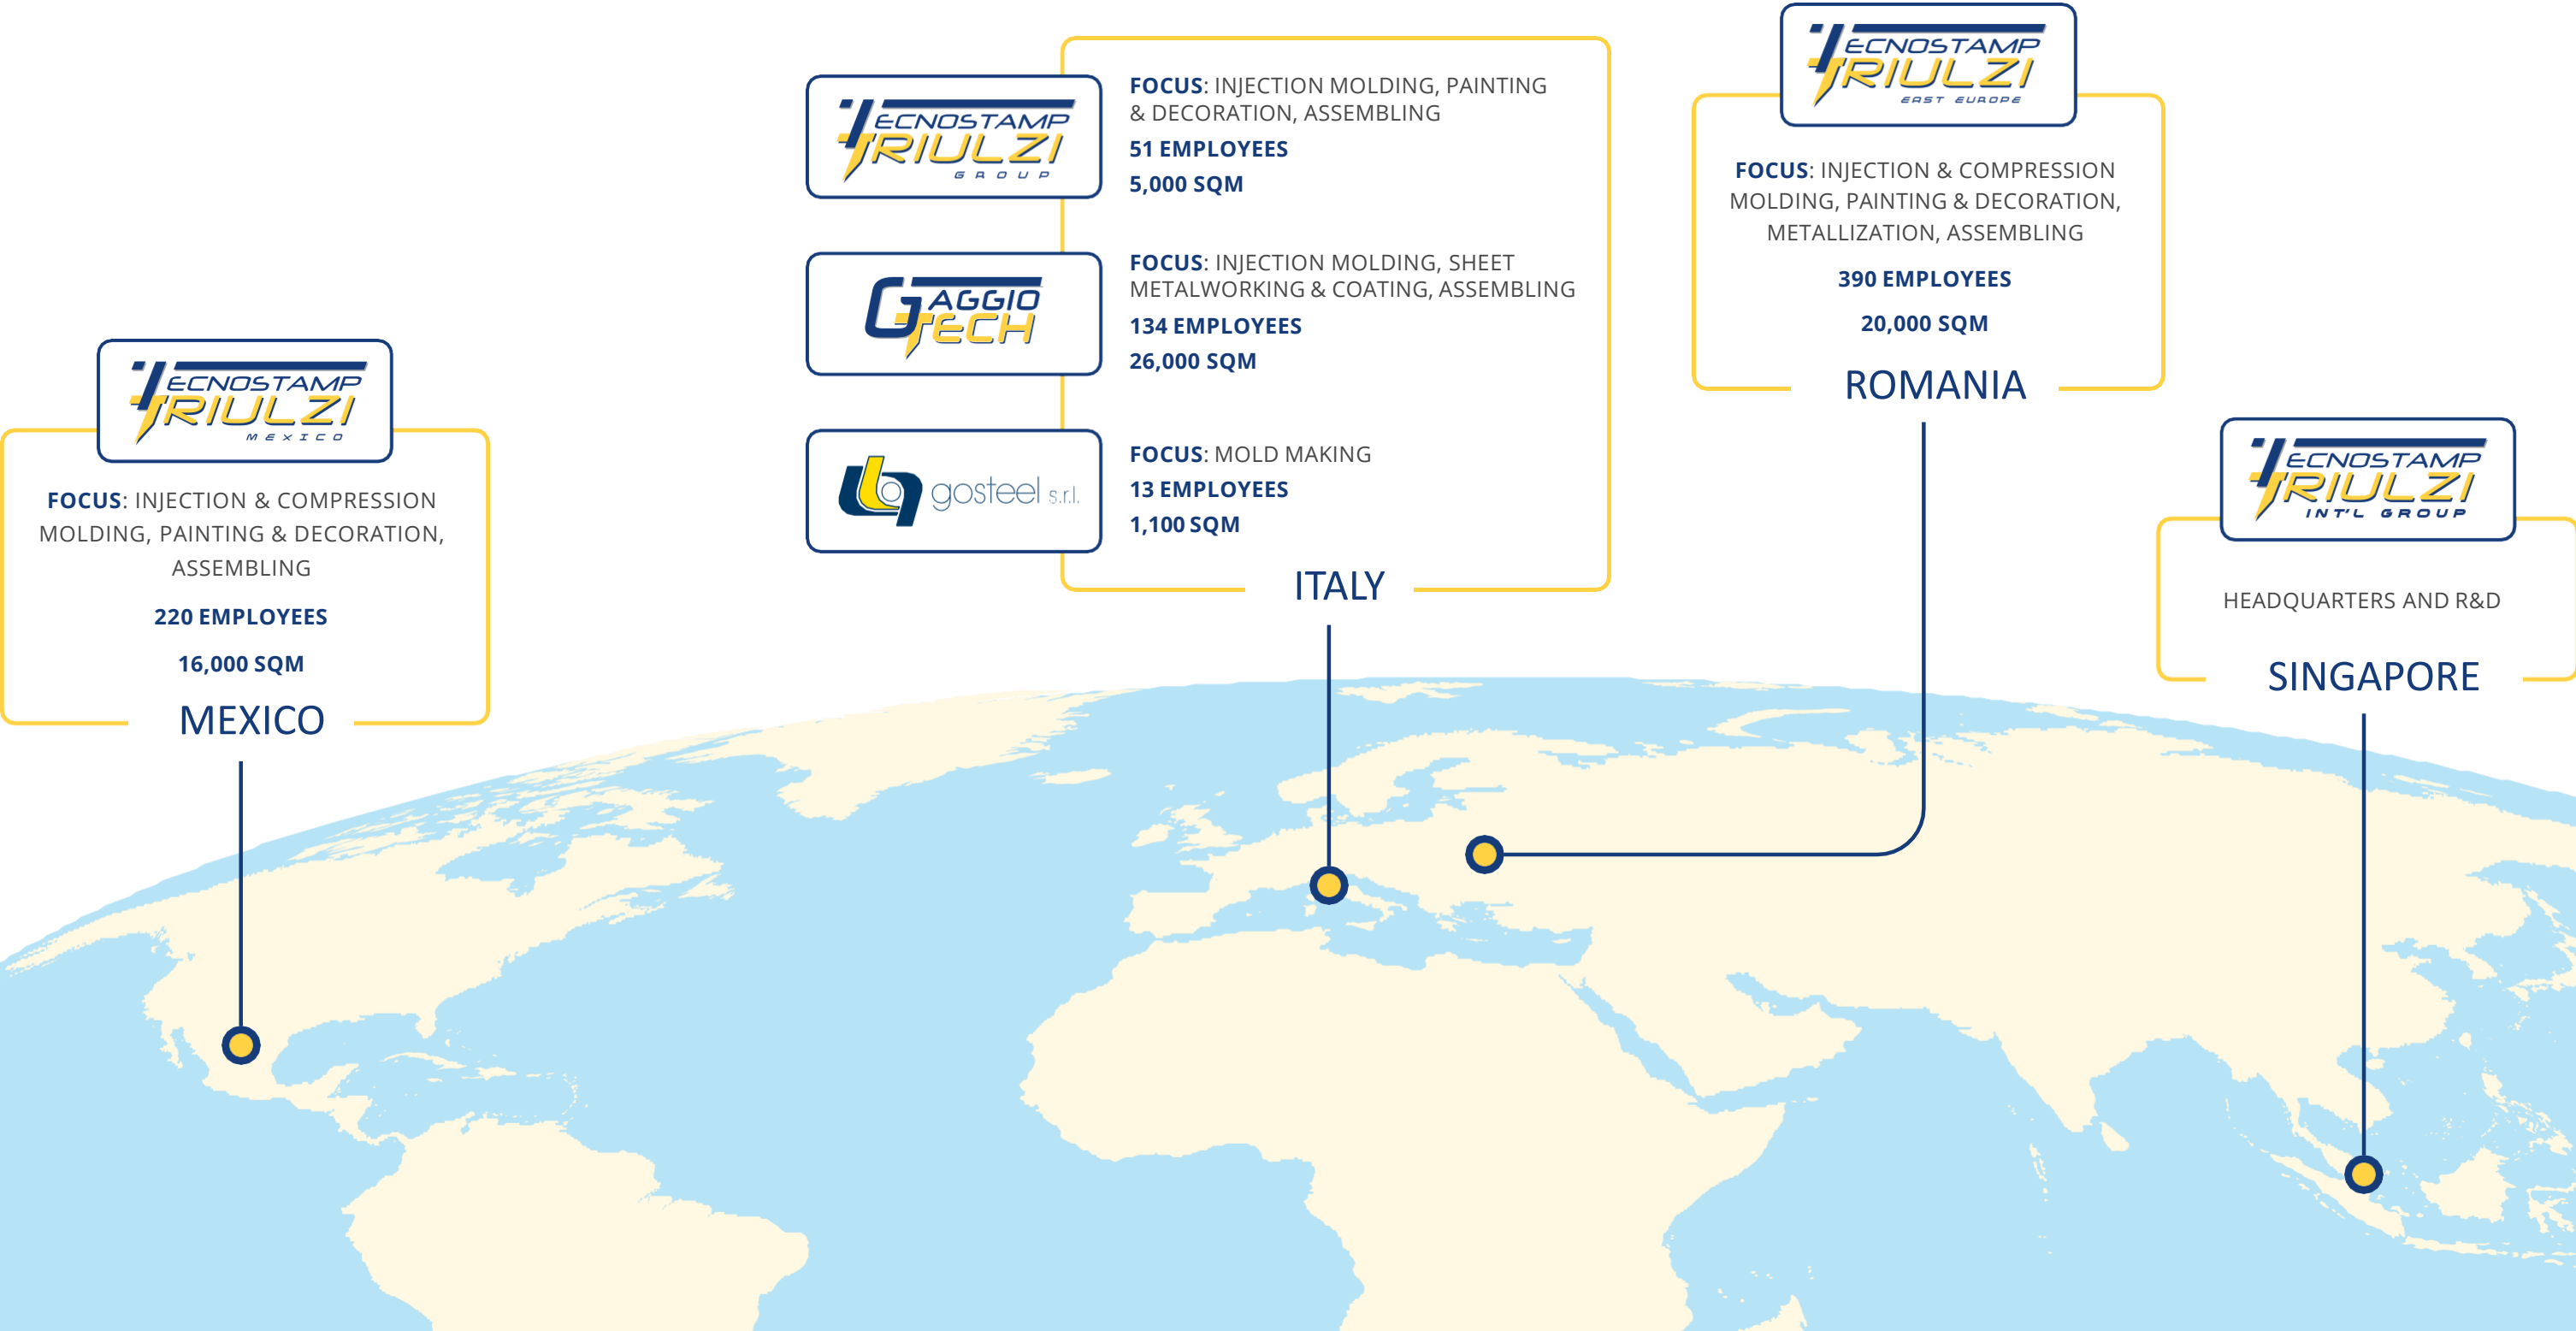 TECNOSTAMP
TRIULZI
MEXICO
FOCUS: INJECTION & COMPRESSION
MOLDING, PAINTING & DECORATION,
ASSEMBLING
220 EMPLOYEES
16,000 SQM
MEXICO
TECNOSTAMP
TRIULZI
GROUP
FOCUS: INJECTION MOLDING, PAINTING
& DECORATION, ASSEMBLING
51 EMPLOYEES
5,000 SQM
GAGGIO
TECH
FOCUS: INJECTION MOLDING, SHEET
METALWORKING & COATING, ASSEMBLING
134 EMPLOYEES
26,000 SQM
gosteel s.r.l.
FOCUS: MOLD MAKING
13 EMPLOYEES
1,100 SQM
ITALY
TECNOSTAMP
TRIULZI
EAST EUROPE
FOCUS: INJECTION & COMPRESSION
MOLDING, PAINTING & DECORATION,
METALLIZATION, ASSEMBLING
390 EMPLOYEES
20,000 SQM
ROMANIA
TECNOSTAMP
TRIULZI
INT'L GROUP
HEADQUARTERS AND R&D
SINGAPORE